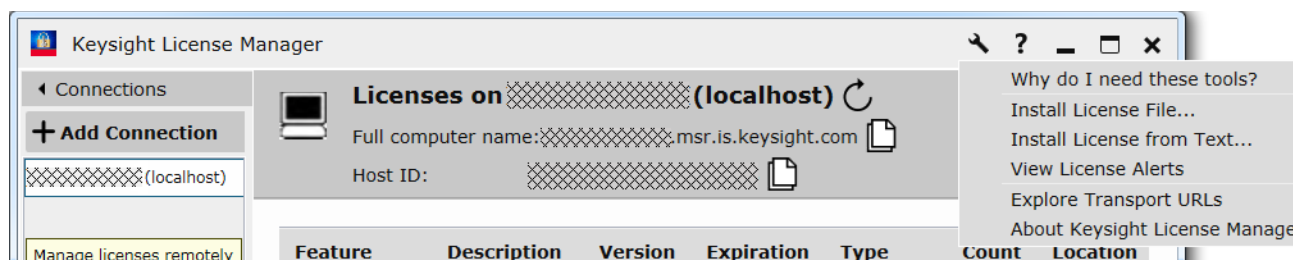 Keysight License Manager
?
Connections
+ Add Connection
(localhost)
Manage licenses remotely
Licenses on (localhost)
Full computer name: .msr.is.keysight.com
Host ID:
Feature Description Version Expiration Type Count Location
Why do I need these tools?
Install License File...
Install License from Text...
View License Alerts
Explore Transport URLs
About Keysight License Manage